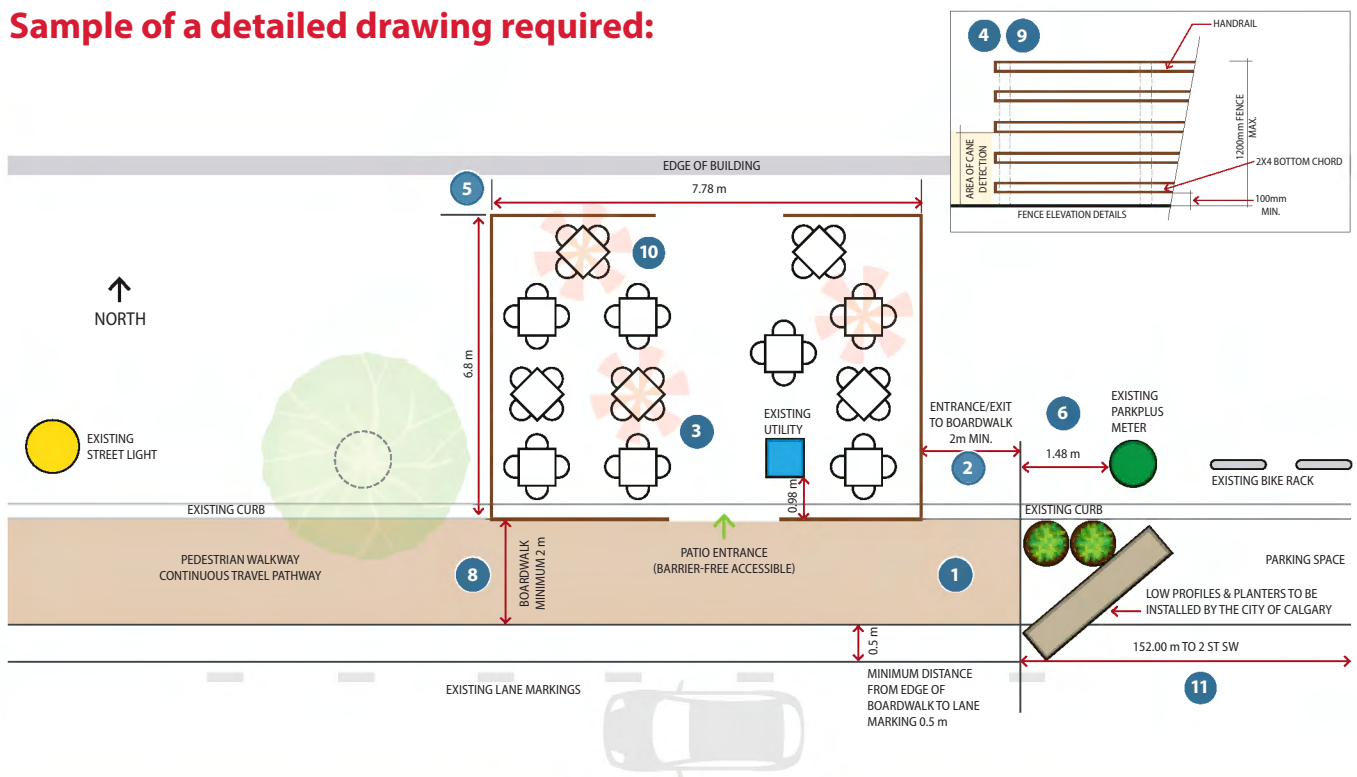 Sample of a detailed drawing required:
4
9
HANDRAIL
AREA OF CANE
DETECTION
1200mm FENCE
MAX.
2X4 BOTTOM CHORD
100mm
MIN.
FENCE ELEVATION DETAILS
EDGE OF BUILDING
5
7.78 m
10
NORTH
6.8 m
EXISTING
STREET LIGHT
3
EXISTING
UTILITY
0.98 m
ENTRANCE/EXIT
TO BOARDWALK
2m MIN.
2
6
EXISTING
PARKPLUS
METER
1.48 m
EXISTING BIKE RACK
EXISTING CURB
EXISTING CURB
PEDESTRIAN WALKWAY
CONTINUOUS TRAVEL PATHWAY
8
BOARDWALK
MINIMUM 2 m
PATIO ENTRANCE
(BARRIER-FREE ACCESSIBLE)
1
PARKING SPACE
LOW PROFILES & PLANTERS TO BE
INSTALLED BY THE CITY OF CALGARY
0.5 m
152.00 m TO 2 ST SW
11
EXISTING LANE MARKINGS
MINIMUM DISTANCE
FROM EDGE OF
BOARDWALK TO LANE
MARKING 0.5 m